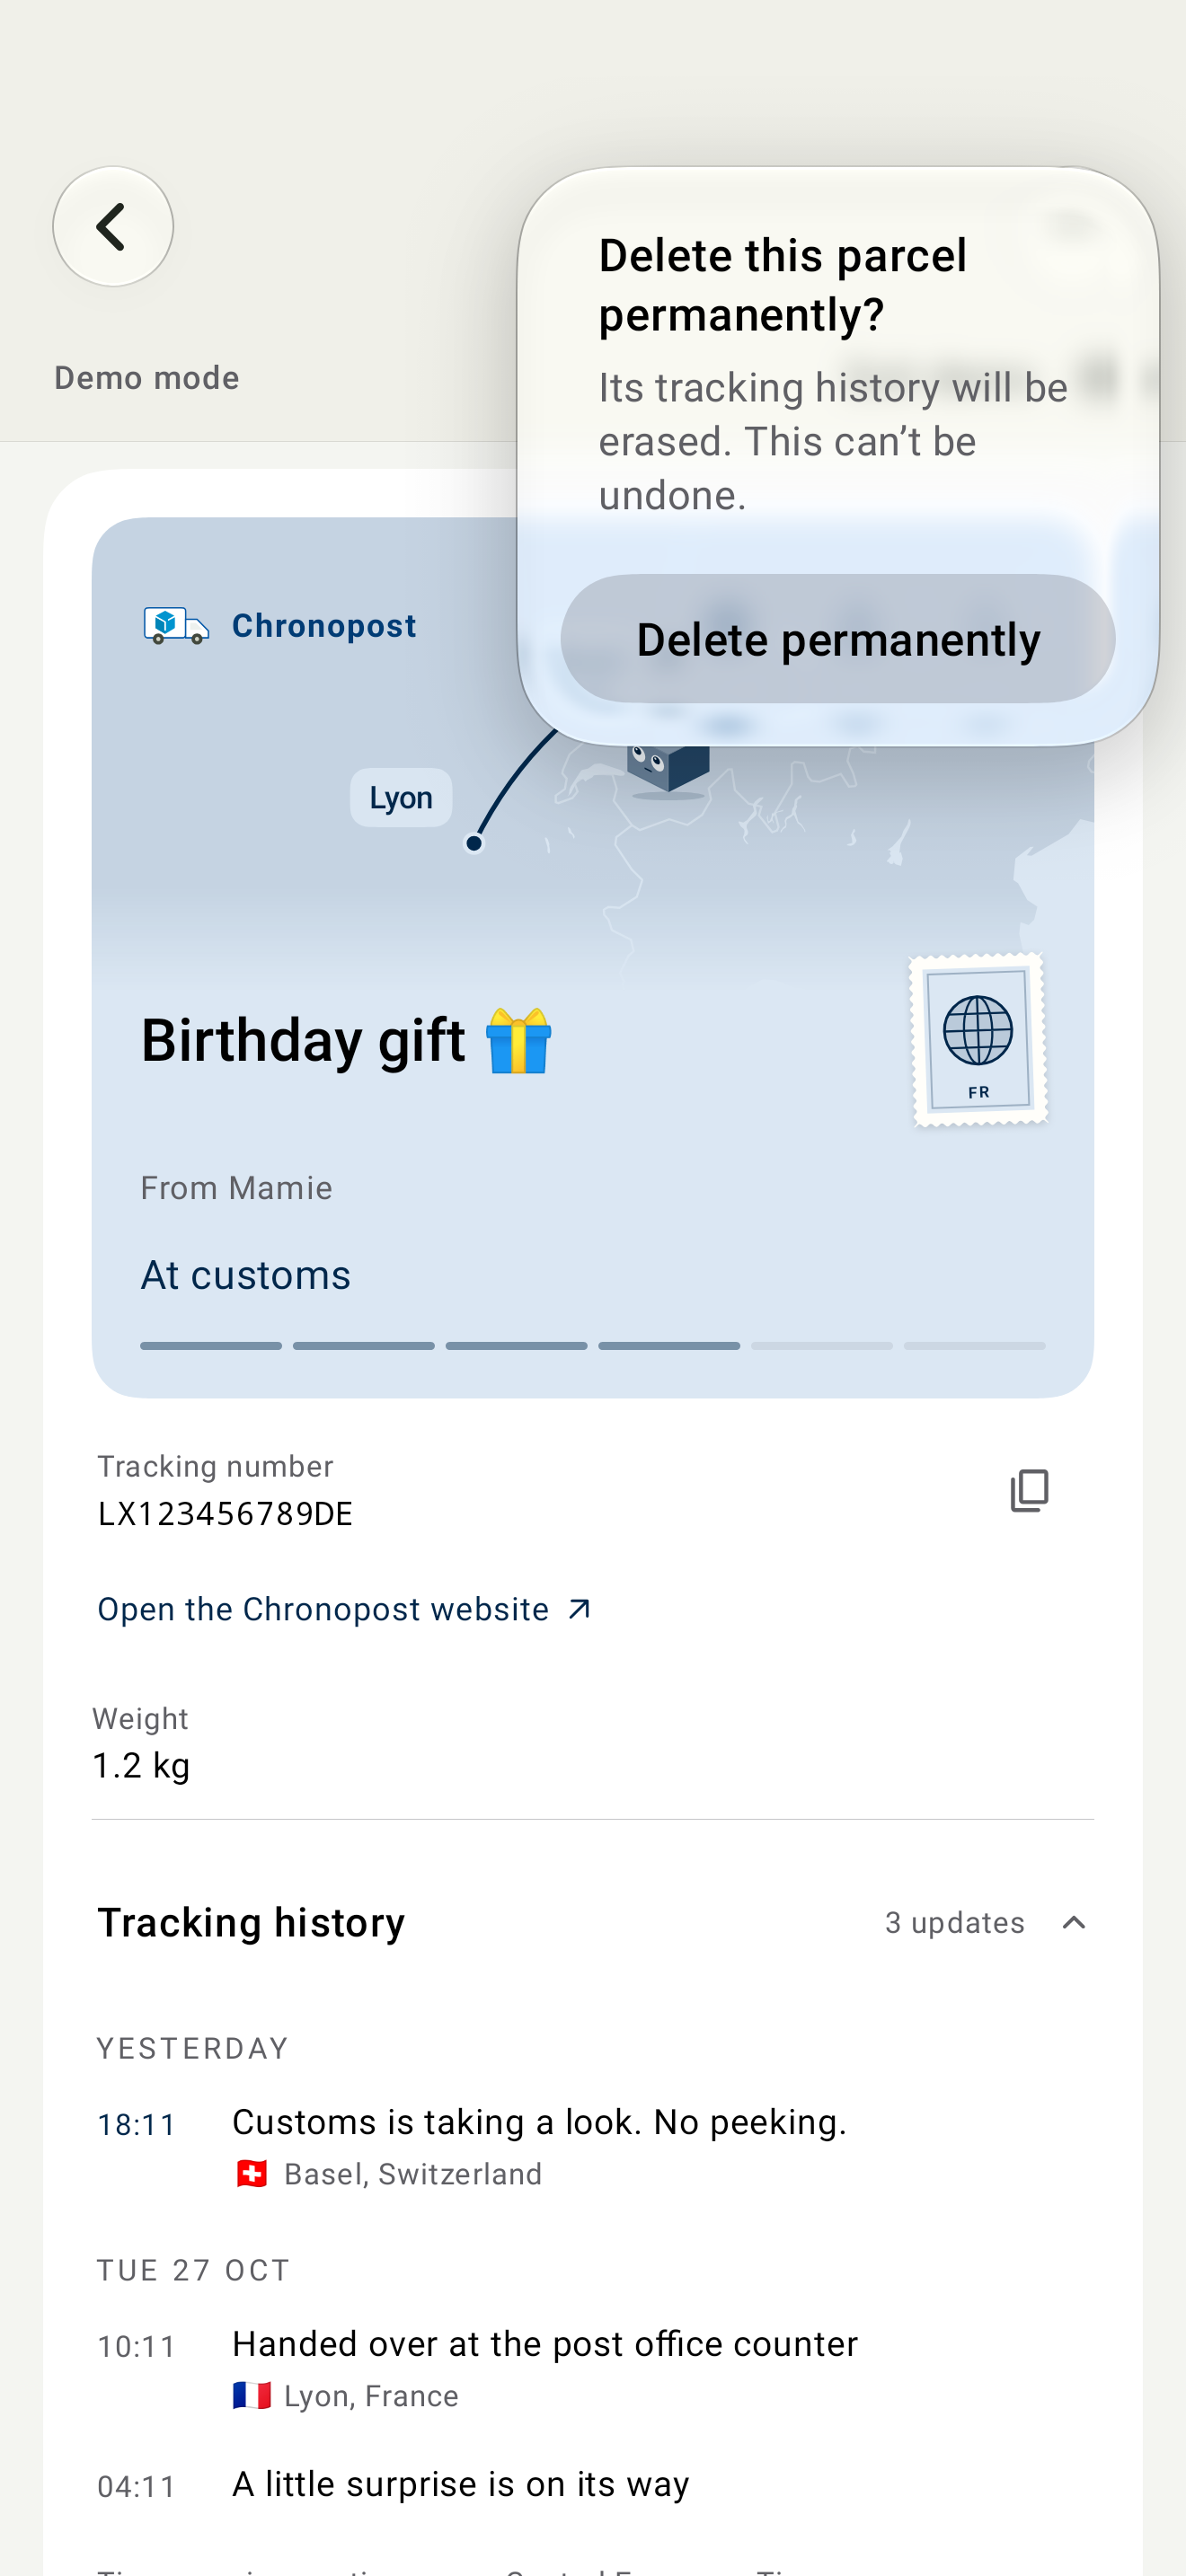 Delete this parcel
permanently?
Its tracking history will be
erased. This can’t be
undone.
Delete permanently
Demo mode
Chronopost
Lyon
Birthday gift 🎁
FR
From Mamie
At customs
Tracking number
LX123456789DE
Open the Chronopost website
Weight
1.2 kg
Tracking history
3 updates
YESTERDAY
18:11 Customs is taking a look. No peeking.
🇨🇭 Basel, Switzerland
TUE 27 OCT
10:11 Handed over at the post office counter
🇫🇷 Lyon, France
04:11 A little surprise is on its way